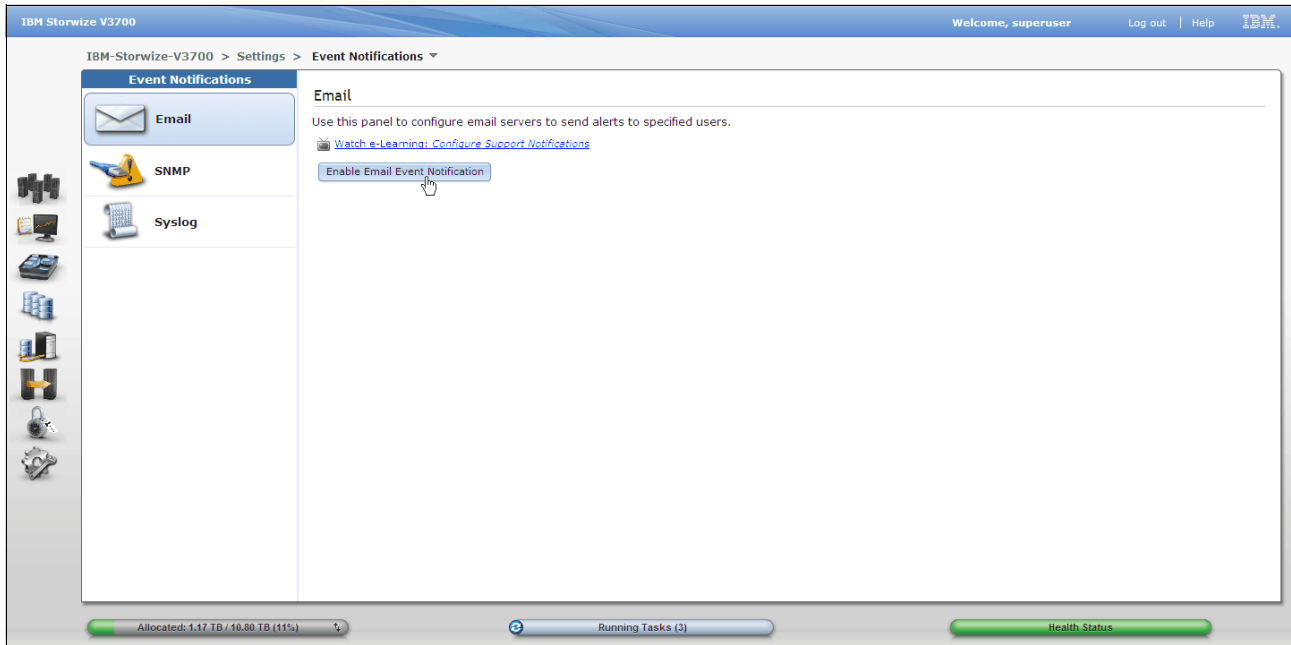 IBM Storwize V3700
Welcome, superuser
Log out | Help
IBM.
IBM-Storwize-V3700 > Settings > Event Notifications
Event Notifications
Email
SNMP
Syslog
Email
Use this panel to configure email servers to send alerts to specified users.
Watch e-Learning: Configure Support Notifications
Enable Email Event Notification
Allocated: 1.17 TB / 10.80 TB (11%)
Running Tasks (3)
Health Status